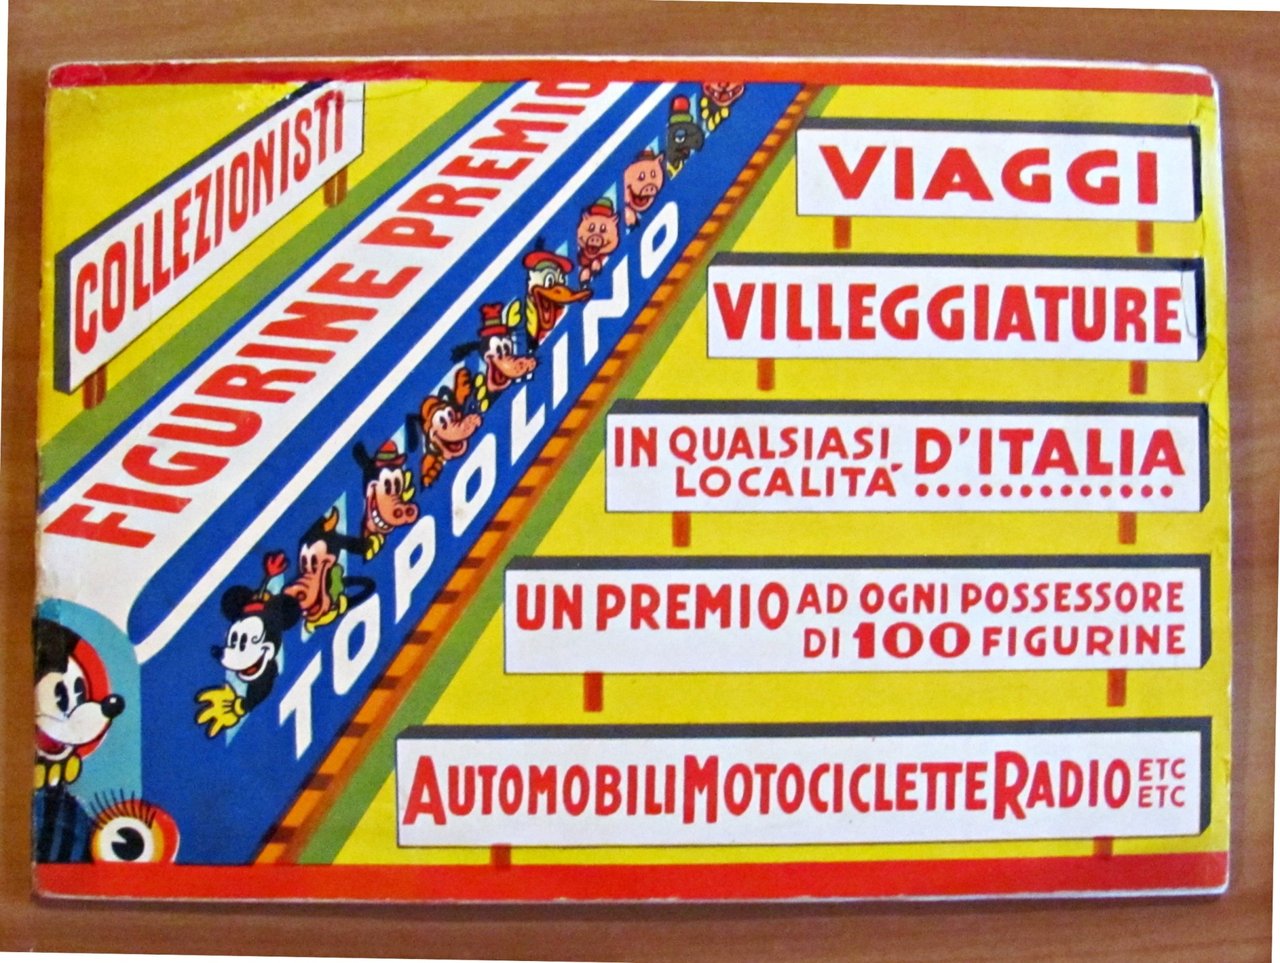 COLLEZIONISTI
FIGURINE PREMIO
TOPOLINO
VIAGGI
VILLEGGIATURE
IN QUALSIASI LOCALITÁ D'ITALIA ............
UN PREMIO AD OGNI POSSESSORE
DI 100 FIGURINE
AUTOMOBILI MOTOCICLETTE RADIO ETC
ETC